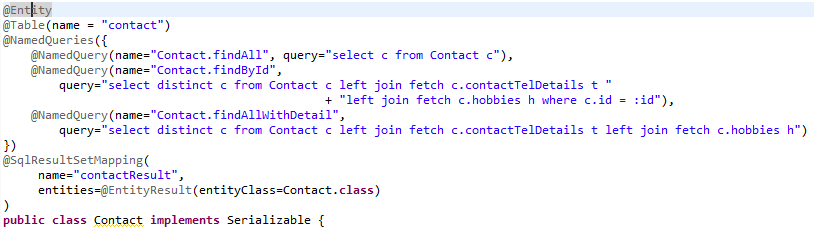 @Entity
@Table(name = "contact")
@NamedQueries({
@NamedQuery(name="Contact.findAll", query="select c from Contact c"),
@NamedQuery(name="Contact.findById",
query="select distinct c from Contact c left join fetch c.contactTelDetails t "
+ "left join fetch c.hobbies h where c.id = :id"),
@NamedQuery(name="Contact.findAllWithDetail",
query="select distinct c from Contact c left join fetch c.contactTelDetails t left join fetch c.hobbies h")
})
@SqlResultSetMapping(
name="contactResult",
entities=@EntityResult(entityClass=Contact.class)
)
public class Contact implements Serializable {